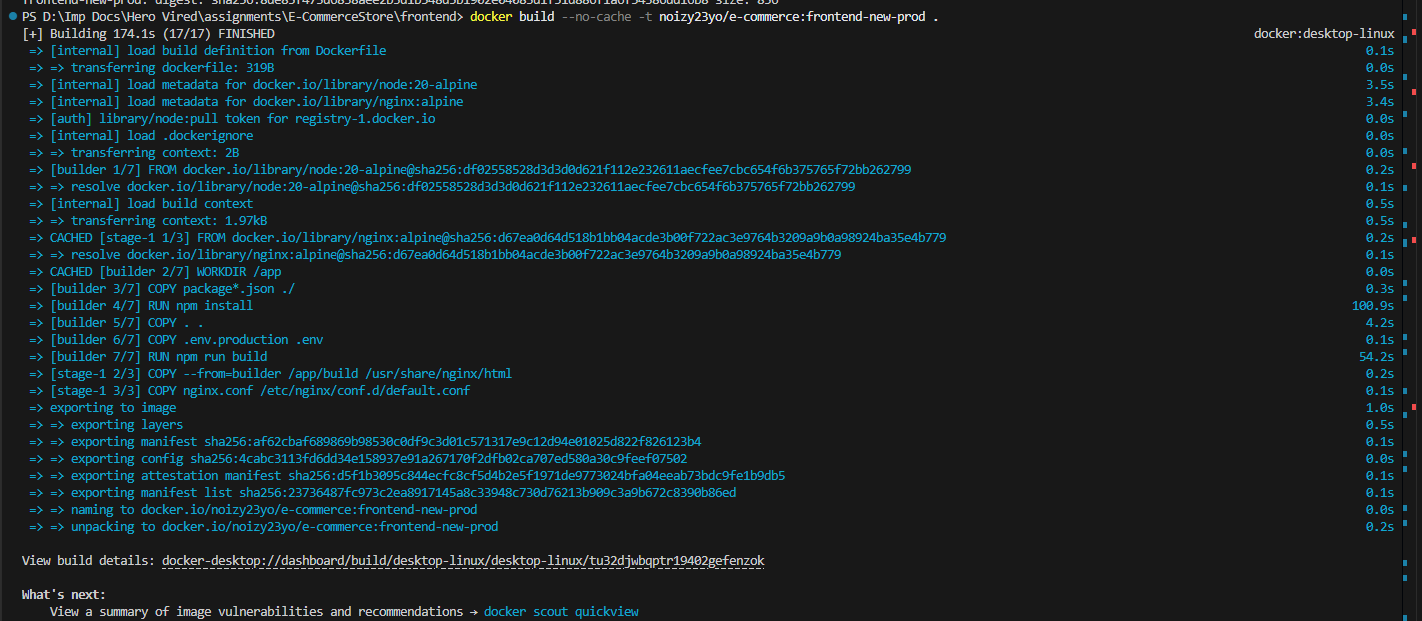 PS D:\Imp Docs\Hero Vired\assignments\E-CommerceStore\frontend> docker build --no-cache -t noizy23yo/e-commerce:frontend-new-prod .
[+] Building 174.1s (17/17) FINISHED docker:desktop-linux
=> [internal] load build definition from Dockerfile 0.1s
=> => transferring dockerfile: 319B 0.0s
=> [internal] load metadata for docker.io/library/node:20-alpine 3.5s
=> [internal] load metadata for docker.io/library/nginx:alpine 3.4s
=> [auth] library/node:pull token for registry-1.docker.io 0.0s
=> [internal] load .dockerignore 0.0s
=> => transferring context: 2B 0.0s
=> [builder 1/7] FROM docker.io/library/node:20-alpine@sha256:df02558528d3d3d0d621f112e232611aecfee7cbc654f6b375765f72bb262799 0.2s
=> => resolve docker.io/library/node:20-alpine@sha256:df02558528d3d3d0d621f112e232611aecfee7cbc654f6b375765f72bb262799 0.1s
=> [internal] load build context 0.5s
=> => transferring context: 1.97kB 0.5s
=> CACHED [stage-1 1/3] FROM docker.io/library/nginx:alpine@sha256:d67ea0d64d518b1bb04acde3b00f722ac3e9764b3209a9b0a98924ba35e4b779 0.2s
=> => resolve docker.io/library/nginx:alpine@sha256:d67ea0d64d518b1bb04acde3b00f722ac3e9764b3209a9b0a98924ba35e4b779 0.1s
=> CACHED [builder 2/7] WORKDIR /app 0.0s
=> [builder 3/7] COPY package*.json ./ 0.3s
=> [builder 4/7] RUN npm install 100.9s
=> [builder 5/7] COPY . . 4.2s
=> [builder 6/7] COPY .env.production .env 0.1s
=> [builder 7/7] RUN npm run build 54.2s
=> [stage-1 2/3] COPY --from=builder /app/build /usr/share/nginx/html 0.2s
=> [stage-1 3/3] COPY nginx.conf /etc/nginx/conf.d/default.conf 0.1s
=> exporting to image 1.0s
=> => exporting layers 0.5s
=> => exporting manifest sha256:af62cbaf689869b98530c0df9c3d01c571317e9c12d94e01025d822f826123b4 0.1s
=> => exporting config sha256:4cabc3113fd6dd34e158937e91a267170f2dfb02ca707ed580a30c9feef07502 0.0s
=> => exporting attestation manifest sha256:d5f1b3095c844ecfc8cf5d4b2e5f1971de9773024bfa04eeab73bdc9fe1b9db5 0.1s
=> => exporting manifest list sha256:23736487fc973c2ea8917145a8c33948c730d76213b909c3a9b672c8390b86ed 0.1s
=> => naming to docker.io/noizy23yo/e-commerce:frontend-new-prod 0.0s
=> => unpacking to docker.io/noizy23yo/e-commerce:frontend-new-prod 0.2s
View build details: docker-desktop://dashboard/build/desktop-linux/desktop-linux/tu32djwbqptr19402gefenzok
What's next:
View a summary of image vulnerabilities and recommendations → docker scout quickview